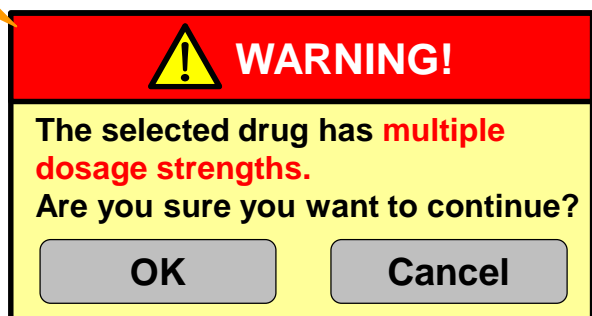 WARNING!
The selected drug has multiple
dosage strengths.
Are you sure you want to continue?
OK
Cancel